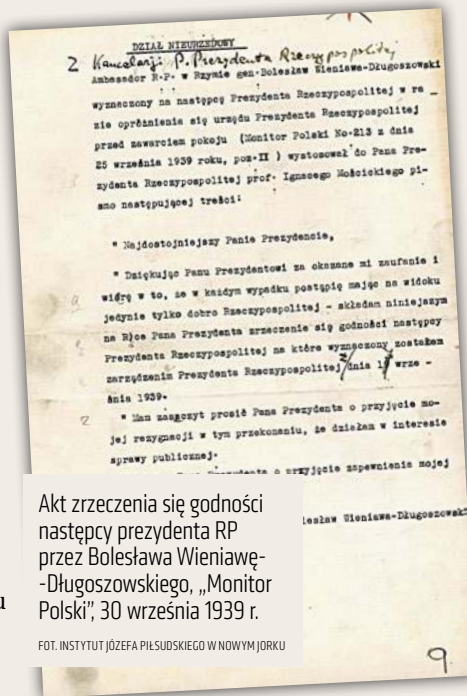 DZIAŁ NIEURZĘDOWY
Z Kancelarji P. Prezydenta Rzeczypospolitej
Ambasador R.P. w Rzymie gen. Bolesław Wieniawa-Długoszowski
wyznaczony na następcę Prezydenta Rzeczypospolitej w ra _
zie opróżnienia się urzędu Prezydenta Rzeczypospolitej
przed zawarciem pokoju (Monitor Polski No-213 z dnia
25 września 1939 roku, poz-II ) wystosował do Pana Pre-
zydenta Rzeczypospolitej prof. Ignacego Mościckiego pi-
smo następującej treści:
" Najdostojniejszy Panie Prezydencie,
" Dziękując Panu Prezydentowi za okazane mi zaufanie i
wiarę w to, że w każdym wypadku postąpię mając na widoku
jedynie tylko dobro Rzeczypospolitej - składam niniejszym
na Ręce Pana Prezydenta zrzeczenie się godności następcy
Prezydenta Rzeczypospolitej na które wyznaczony zostałem
zarządzeniem Prezydenta Rzeczypospolitej z dnia wrze -
śnia 1939.
" Mam zaszczyt prosić Pana Prezydenta o przyjęcie mo-
jej rezygnacji w tym przekonaniu, że działam w interesie
sprawy publicznej.
Prezydenta o przyjęcie zapewnienia mojej
Wieniawa-Długoszowski
9
Akt zrzeczenia się godności
następcy prezydenta RP
przez Bolesława Wieniawę-
-Długoszowskiego, „Monitor
Polski”, 30 września 1939 r.
FOT. INSTYTUT JÓZEFA PIŁSUDSKIEGO W NOWYM JORKU